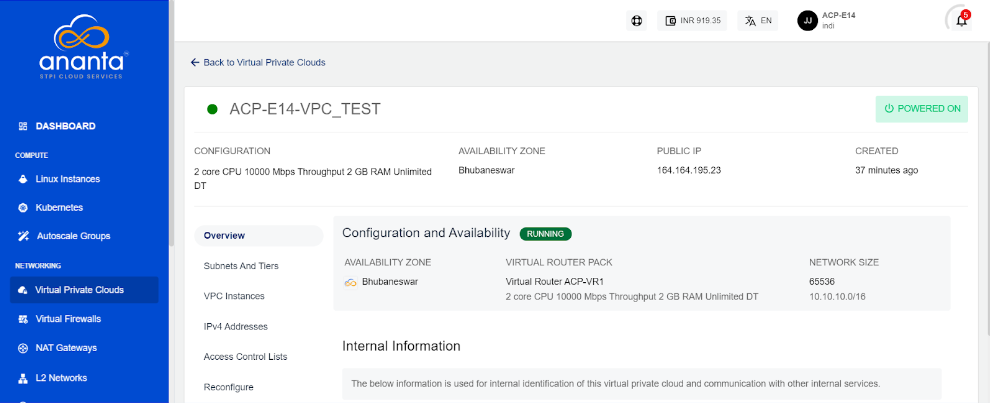 ananta
STPI CLOUD SERVICES
DASHBOARD
COMPUTE
Linux Instances
Kubernetes
Autoscale Groups
NETWORKING
Virtual Private Clouds
Virtual Firewalls
NAT Gateways
L2 Networks
INR 919.35
EN
JJ
ACP-E14
indi
5
Back to Virtual Private Clouds
ACP-E14-VPC_TEST
POWERED ON
CONFIGURATION AVAILABILITY ZONE PUBLIC IP CREATED
2 core CPU 10000 Mbps Throughput 2 GB RAM Unlimited
DT
Bhubaneswar
164.164.195.23
37 minutes ago
Overview
Subnets And Tiers
VPC Instances
IPv4 Addresses
Access Control Lists
Reconfigure
Configuration and Availability RUNNING
AVAILABILITY ZONE VIRTUAL ROUTER PACK NETWORK SIZE
Bhubaneswar Virtual Router ACP-VR1 65536
2 core CPU 10000 Mbps Throughput 2 GB RAM Unlimited DT 10.10.10.0/16
Internal Information
The below information is used for internal identification of this virtual private cloud and communication with other internal services.